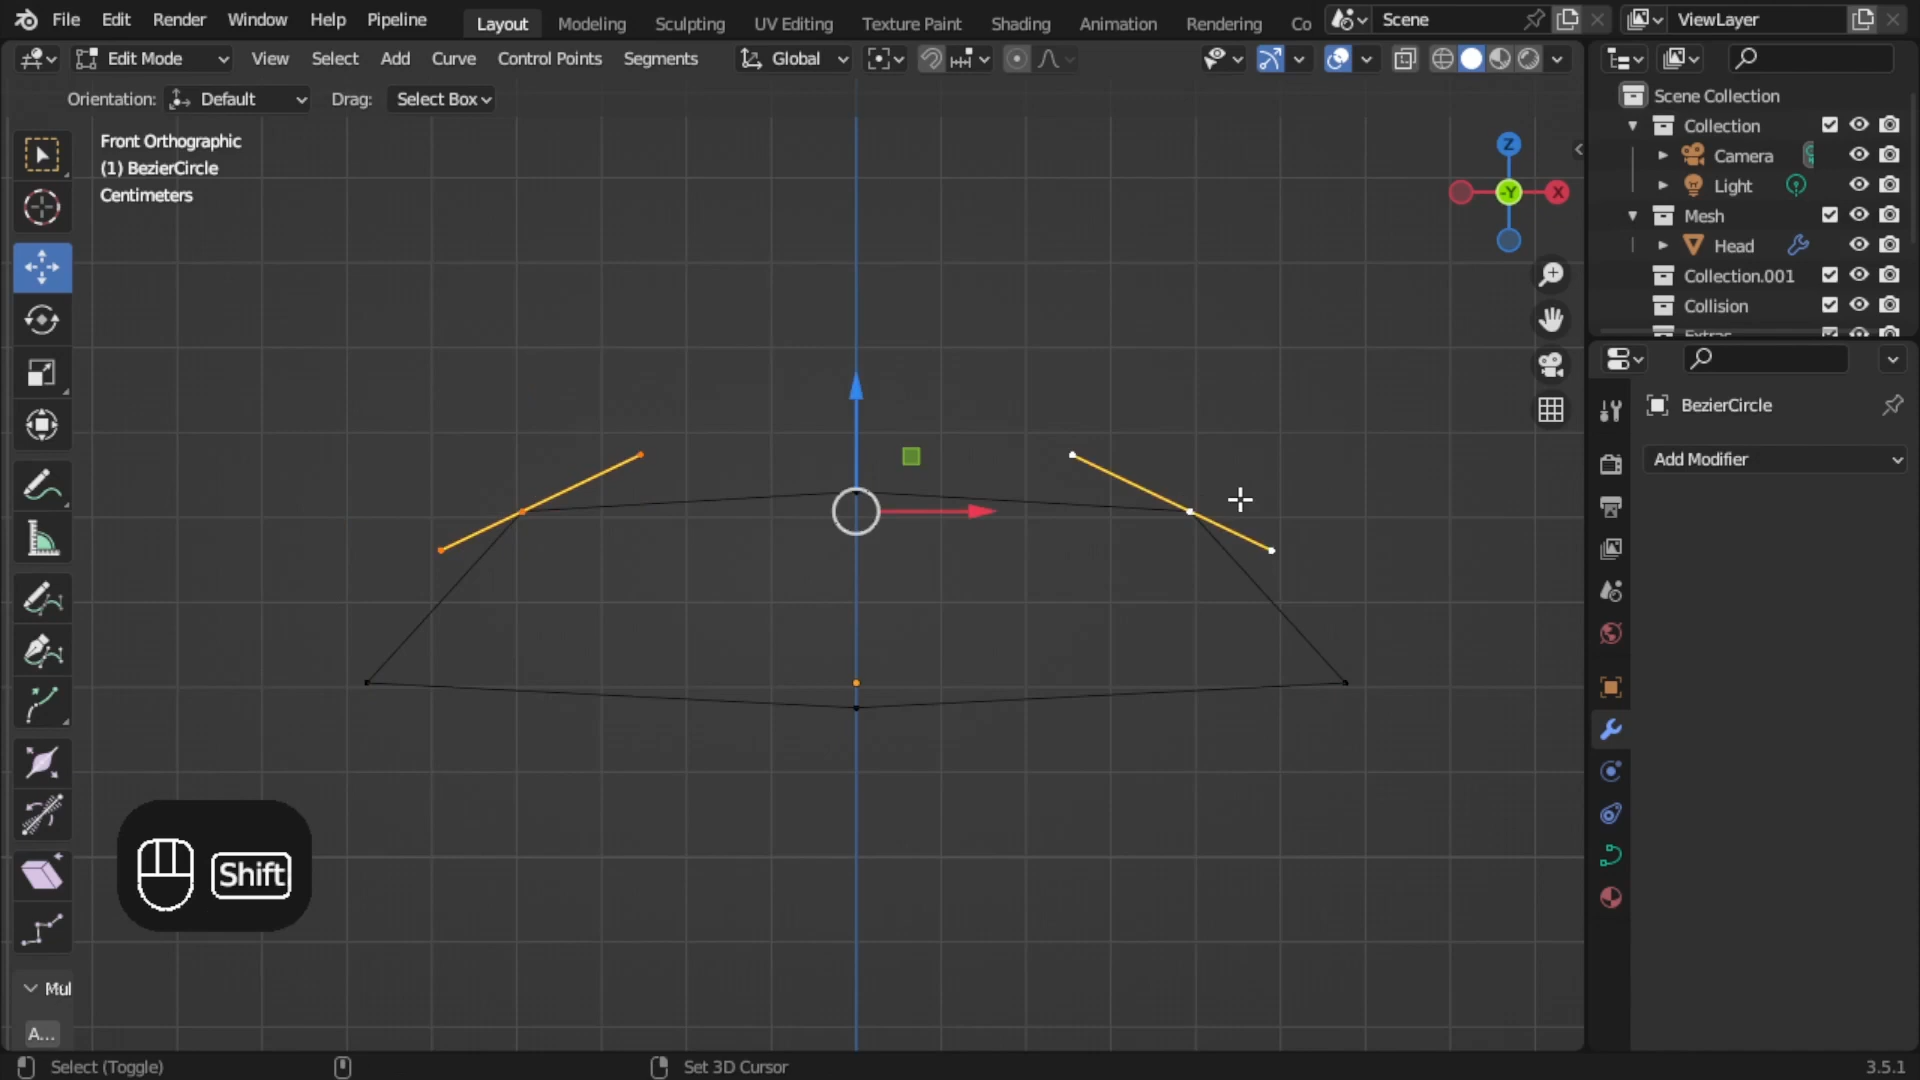 File Edit Render Window Help Pipeline Layout Modeling Sculpting UV Editing Texture Paint Shading Animation Rendering Co Scene ViewLayer
Edit Mode View Select Add Curve Control Points Segments Global
Orientation: Default Drag: Select Box
Front Orthographic
(1) BezierCircle
Centimeters
Z
-Y
X
Scene Collection
Collection
Camera
Light
Mesh
Head
Collection.001
Collision
Extras
BezierCircle
Add Modifier
Shift
Mul
A...
Select (Toggle) Set 3D Cursor 3.5.1